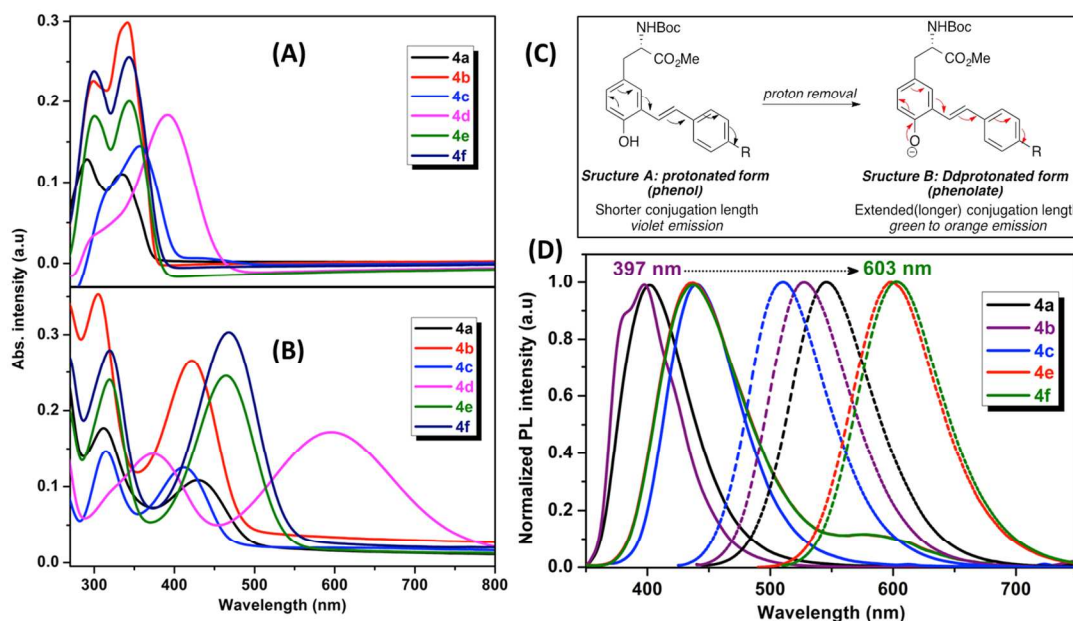 (A)
0.3
0.2
0.1
0.0
4a
4b
4c
4d
4e
4f
Abs. intensity (a.u)
(B)
0.3
0.2
0.1
0.0
4a
4b
4c
4d
4e
4f
300 400 500 600 700 800
Wavelength (nm)
(C)
NHBoc
CO2Me
OH
R
proton removal
NHBoc
CO2Me
O
⊖
R
Sructure A: protonated form
(phenol)
Shorter conjugation length
violet emission
Sructure B: Ddprotonated form
(phenolate)
Extended(longer) conjugation length
green to orange emission
(D)
397 nm
603 nm
1.0
0.8
0.6
0.4
0.2
0
4a
4b
4c
4e
4f
Normalized PL intensity (a.u)
400 500 600 700
Wavelength (nm)